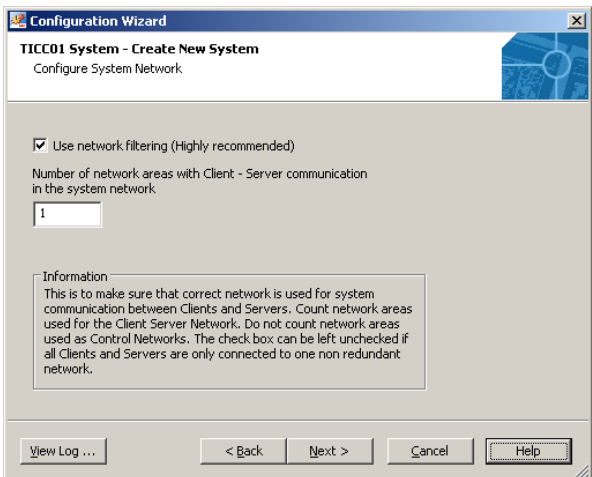 Configuration Wizard
TICC01 System - Create New System
Configure System Network
Use network filtering (Highly recommended)
Number of network areas with Client - Server communication
in the system network
1
Information
This is to make sure that correct network is used for system
communication between Clients and Servers. Count network areas
used for the Client Server Network. Do not count network areas
used as Control Networks. The check box can be left unchecked if
all Clients and Servers are only connected to one non redundant
network.
View Log ... < Back Next > Cancel Help